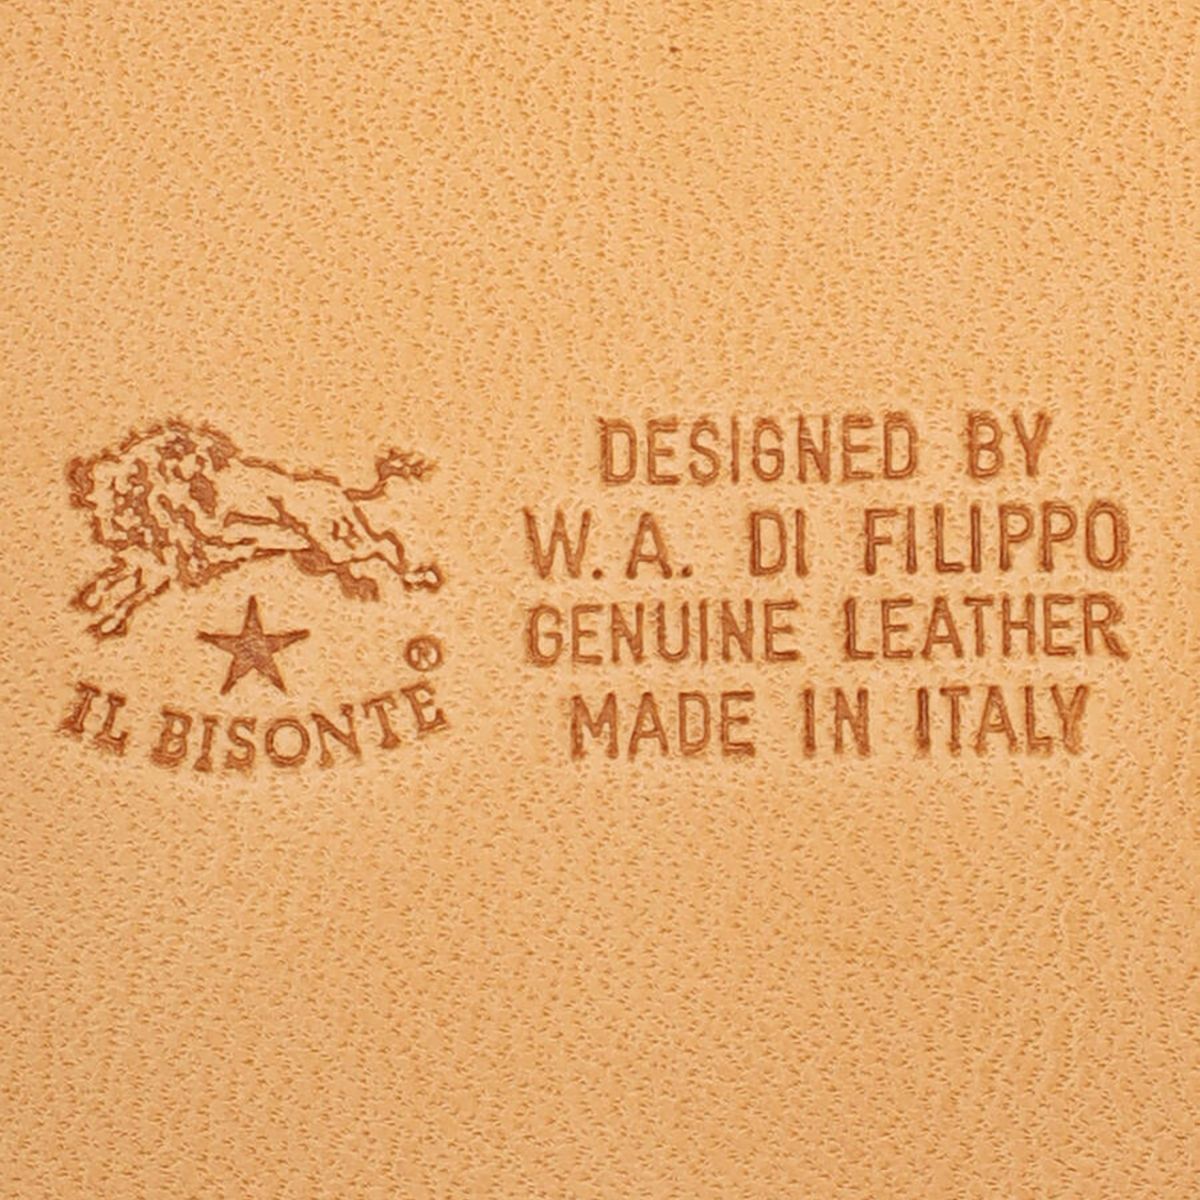 IL BISONTE ®
DESIGNED BY
W. A. DI FILIPPO
GENUINE LEATHER
MADE IN ITALY